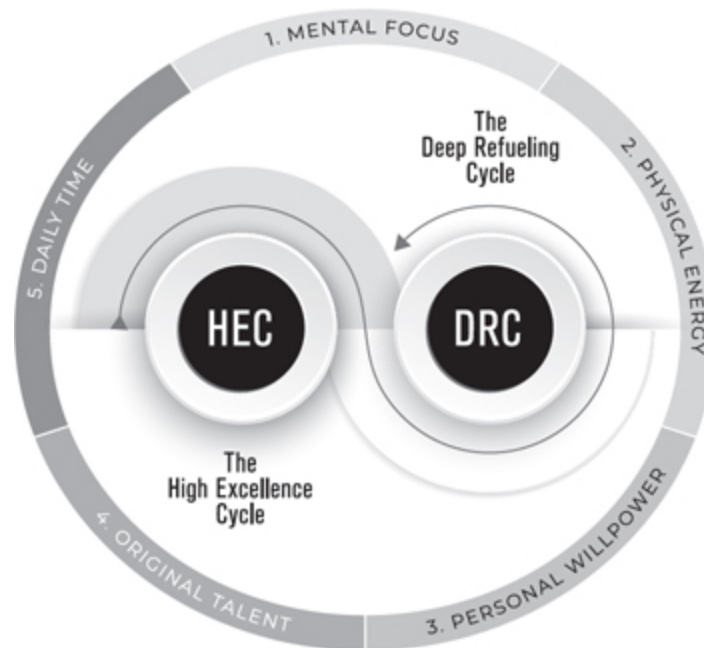 1. MENTAL FOCUS
2. PHYSICAL ENERGY
3. PERSONAL WILLPOWER
4. ORIGINAL TALENT
5. DAILY TIME
The
Deep Refueling
Cycle
HEC
DRC
The
High Excellence
Cycle